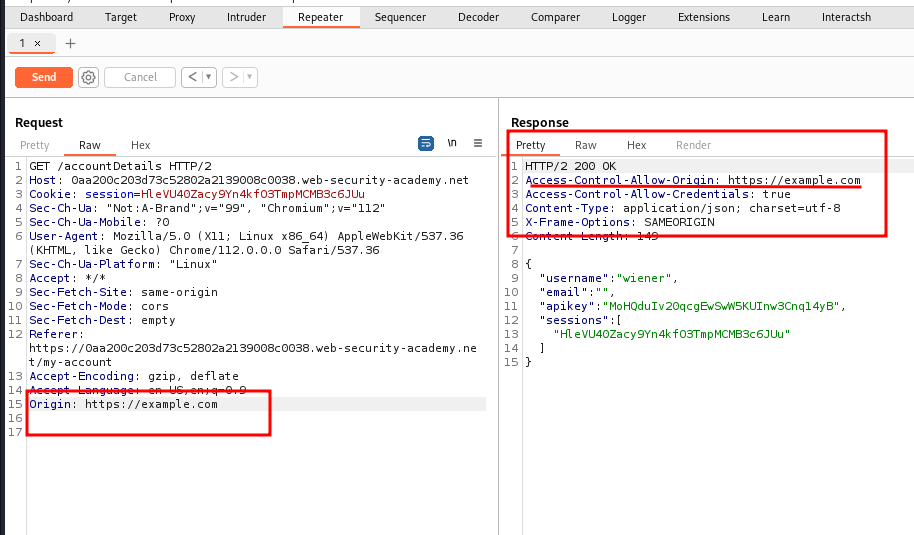 Dashboard Target Proxy Intruder Repeater Sequencer Decoder Comparer Logger Extensions Learn Interactsh
1 × +
Send Cancel < ▾ > ▾
Request
Pretty Raw Hex \n ≡
1 GET /accountDetails HTTP/2
2 Host: 0aa200c203d73c52802a2139008c0038.web-security-academy.net
3 Cookie: session=HleVU40Zacy9Yn4kfO3TmpMCMB3c6JUu
4 Sec-Ch-Ua: "Not:A-Brand";v="99", "Chromium";v="112"
5 Sec-Ch-Ua-Mobile: ?0
6 User-Agent: Mozilla/5.0 (X11; Linux x86_64) AppleWebKit/537.36
(KHTML, like Gecko) Chrome/112.0.0.0 Safari/537.36
7 Sec-Ch-Ua-Platform: "Linux"
8 Accept: */*
9 Sec-Fetch-Site: same-origin
10 Sec-Fetch-Mode: cors
11 Sec-Fetch-Dest: empty
12 Referer:
https://0aa200c203d73c52802a2139008c0038.web-security-academy.ne
t/my-account
13 Accept-Encoding: gzip, deflate
14 Accept-Language: en-US,en;q=0.9
15 Origin: https://example.com
16
17
Response
Pretty Raw Hex Render
1 HTTP/2 200 OK
2 Access-Control-Allow-Origin: https://example.com
3 Access-Control-Allow-Credentials: true
4 Content-Type: application/json; charset=utf-8
5 X-Frame-Options: SAMEORIGIN
6 Content-Length: 149
7
8 {
9 "username":"wiener",
10 "email":"",
11 "apikey":"MoHQduIv20qcgEwSwW5KUInw3Cnq14yB",
12 "sessions":[
13 "HleVU40Zacy9Yn4kfO3TmpMCMB3c6JUu"
14 ]
15 }